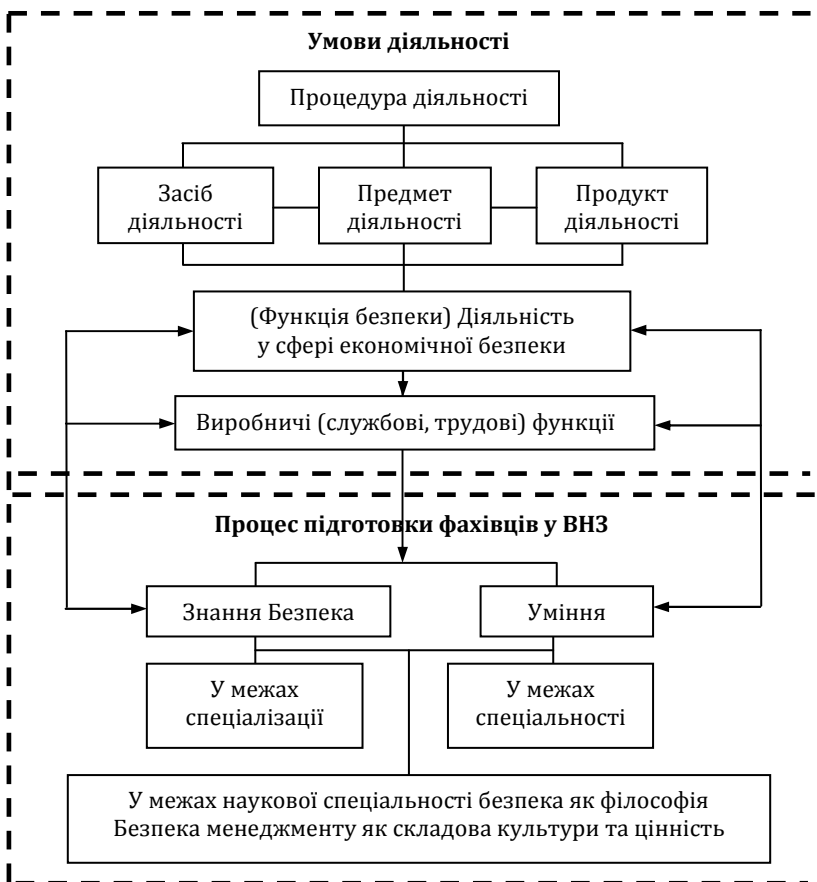 Умови діяльності
Процедура діяльності
Засіб
діяльності
Предмет
діяльності
Продукт
діяльності
(Функція безпеки) Діяльність
у сфері економічної безпеки
Виробничі (службові, трудові) функції
Процес підготовки фахівців у ВНЗ
Знання Безпека
Уміння
У межах
спеціалізації
У межах
спеціальності
У межах наукової спеціальності безпека як філософія
Безпека менеджменту як складова культури та цінність